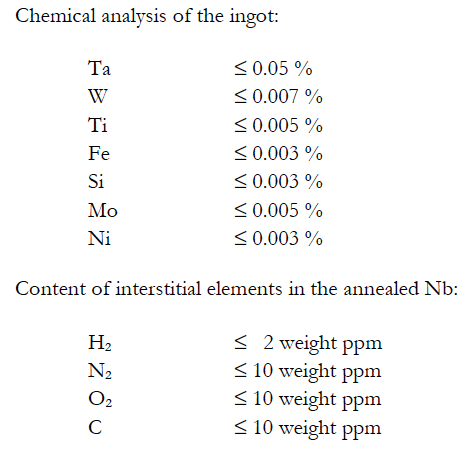 Chemical analysis of the ingot:
Ta ≤ 0.05 %
W ≤ 0.007 %
Ti ≤ 0.005 %
Fe ≤ 0.003 %
Si ≤ 0.003 %
Mo ≤ 0.005 %
Ni ≤ 0.003 %
Content of interstitial elements in the annealed Nb:
H₂ ≤ 2 weight ppm
N₂ ≤ 10 weight ppm
O₂ ≤ 10 weight ppm
C ≤ 10 weight ppm